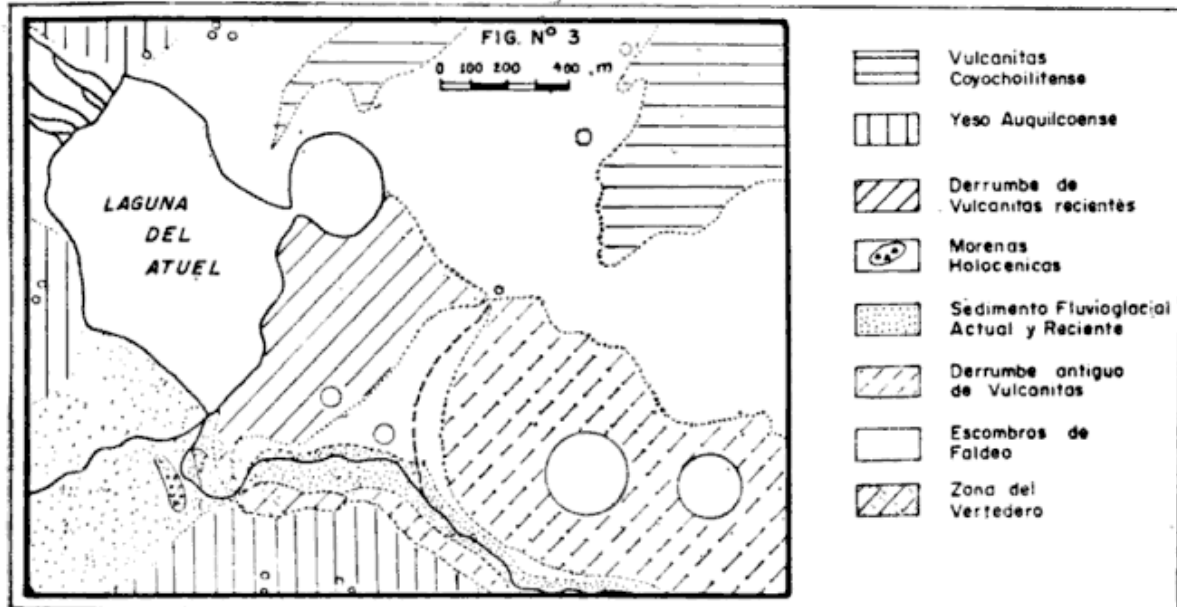 FIG. Nº 3
0 100 200 400 m
LAGUNA
DEL
ATUEL
Vulcanitas
Coyochoilitense
Yeso Auquilcoense
Derrumbe de
Vulcanitas recientes
Morenas
Holocenicas
Sedimento Fluvioglacial
Actual y Reciente
Derrumbe antiguo
de Vulcanitas
Escombros de
Faldeo
Zona del
Vertedero